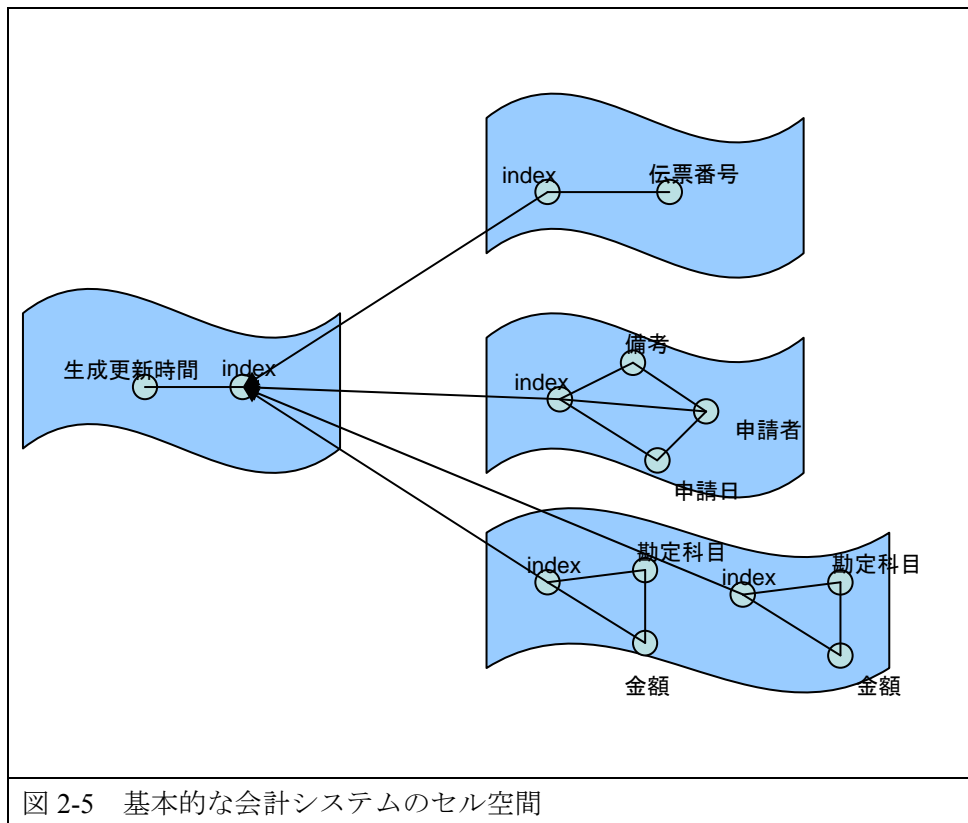 index
伝票番号
生成更新時間
index
備考
index
申請者
申請日
index
勘定科目
金額
index
勘定科目
金額
図 2-5 基本的な会計システムのセル空間